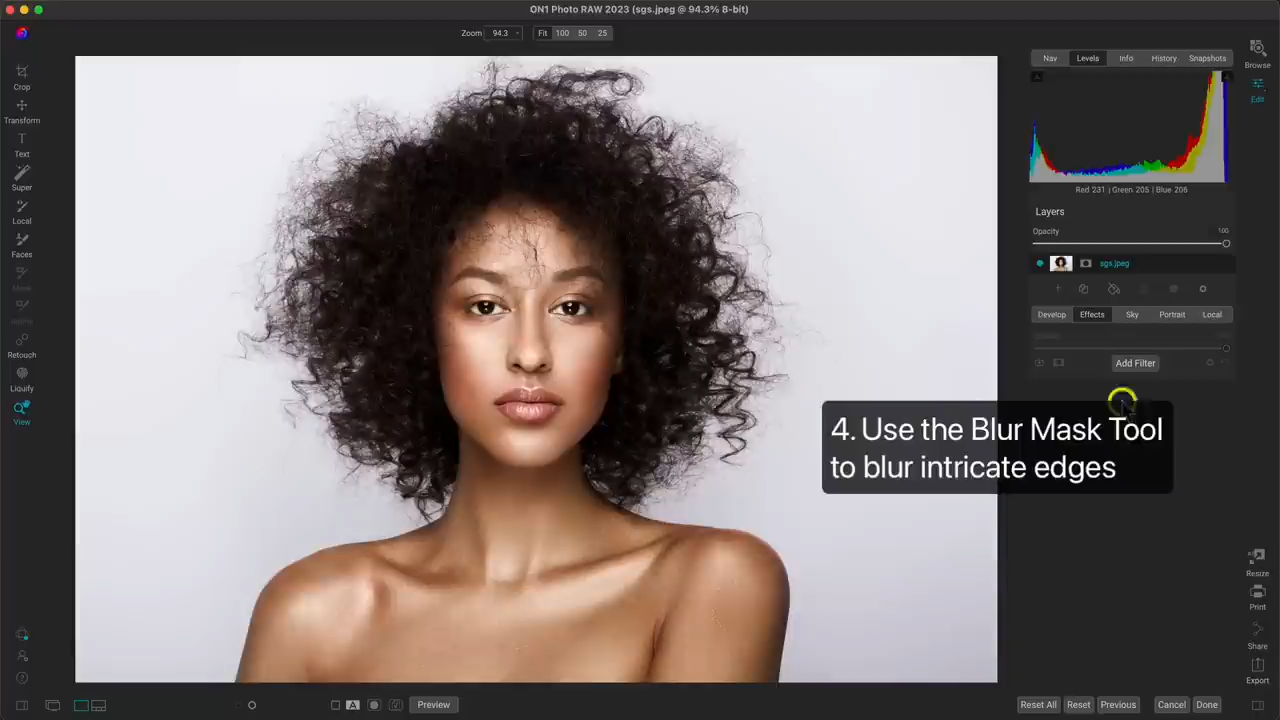 ON1 Photo RAW 2023 (sgs.jpeg @ 94.3% 8-bit)
Zoom 94.3 Fit 100 50 25
Crop
Transform
Text
Super
Local
Faces
Retouch
Liquify
View
Nav Levels Info History Snapshots
Red 231 | Green 205 | Blue 206
Layers
Opacity 100
sgs.jpeg
Develop Effects Sky Portrait Local
Add Filter
4. Use the Blur Mask Tool
to blur intricate edges
Browse
Edit
Resize
Print
Share
Export
A Preview
Reset All Reset Previous Cancel Done